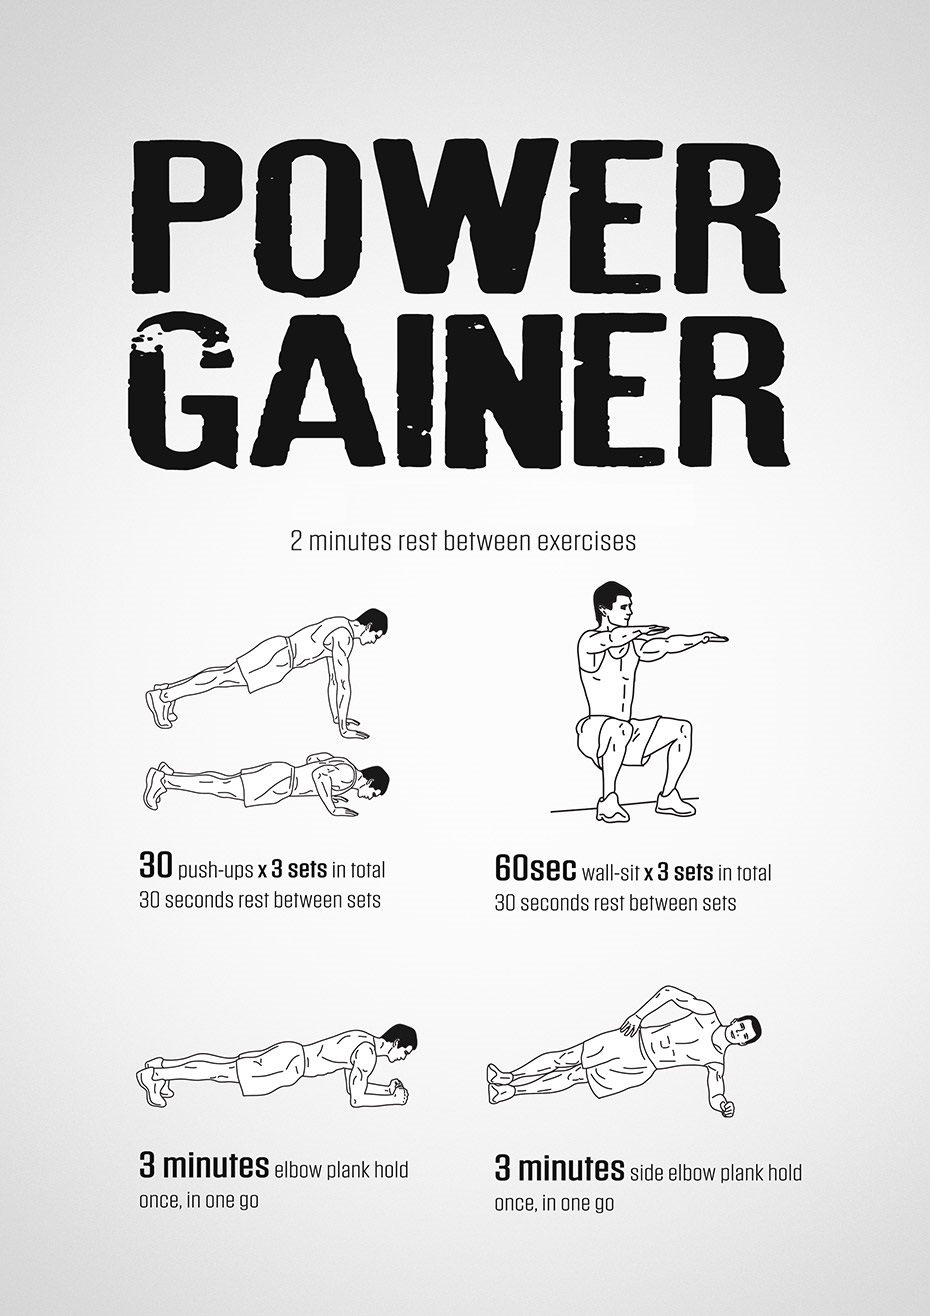 POWER
GAINER
2 minutes rest between exercises
30 push-ups x 3 sets in total
30 seconds rest between sets
60sec wall-sit x 3 sets in total
30 seconds rest between sets
3 minutes elbow plank hold
once, in one go
3 minutes side elbow plank hold
once, in one go